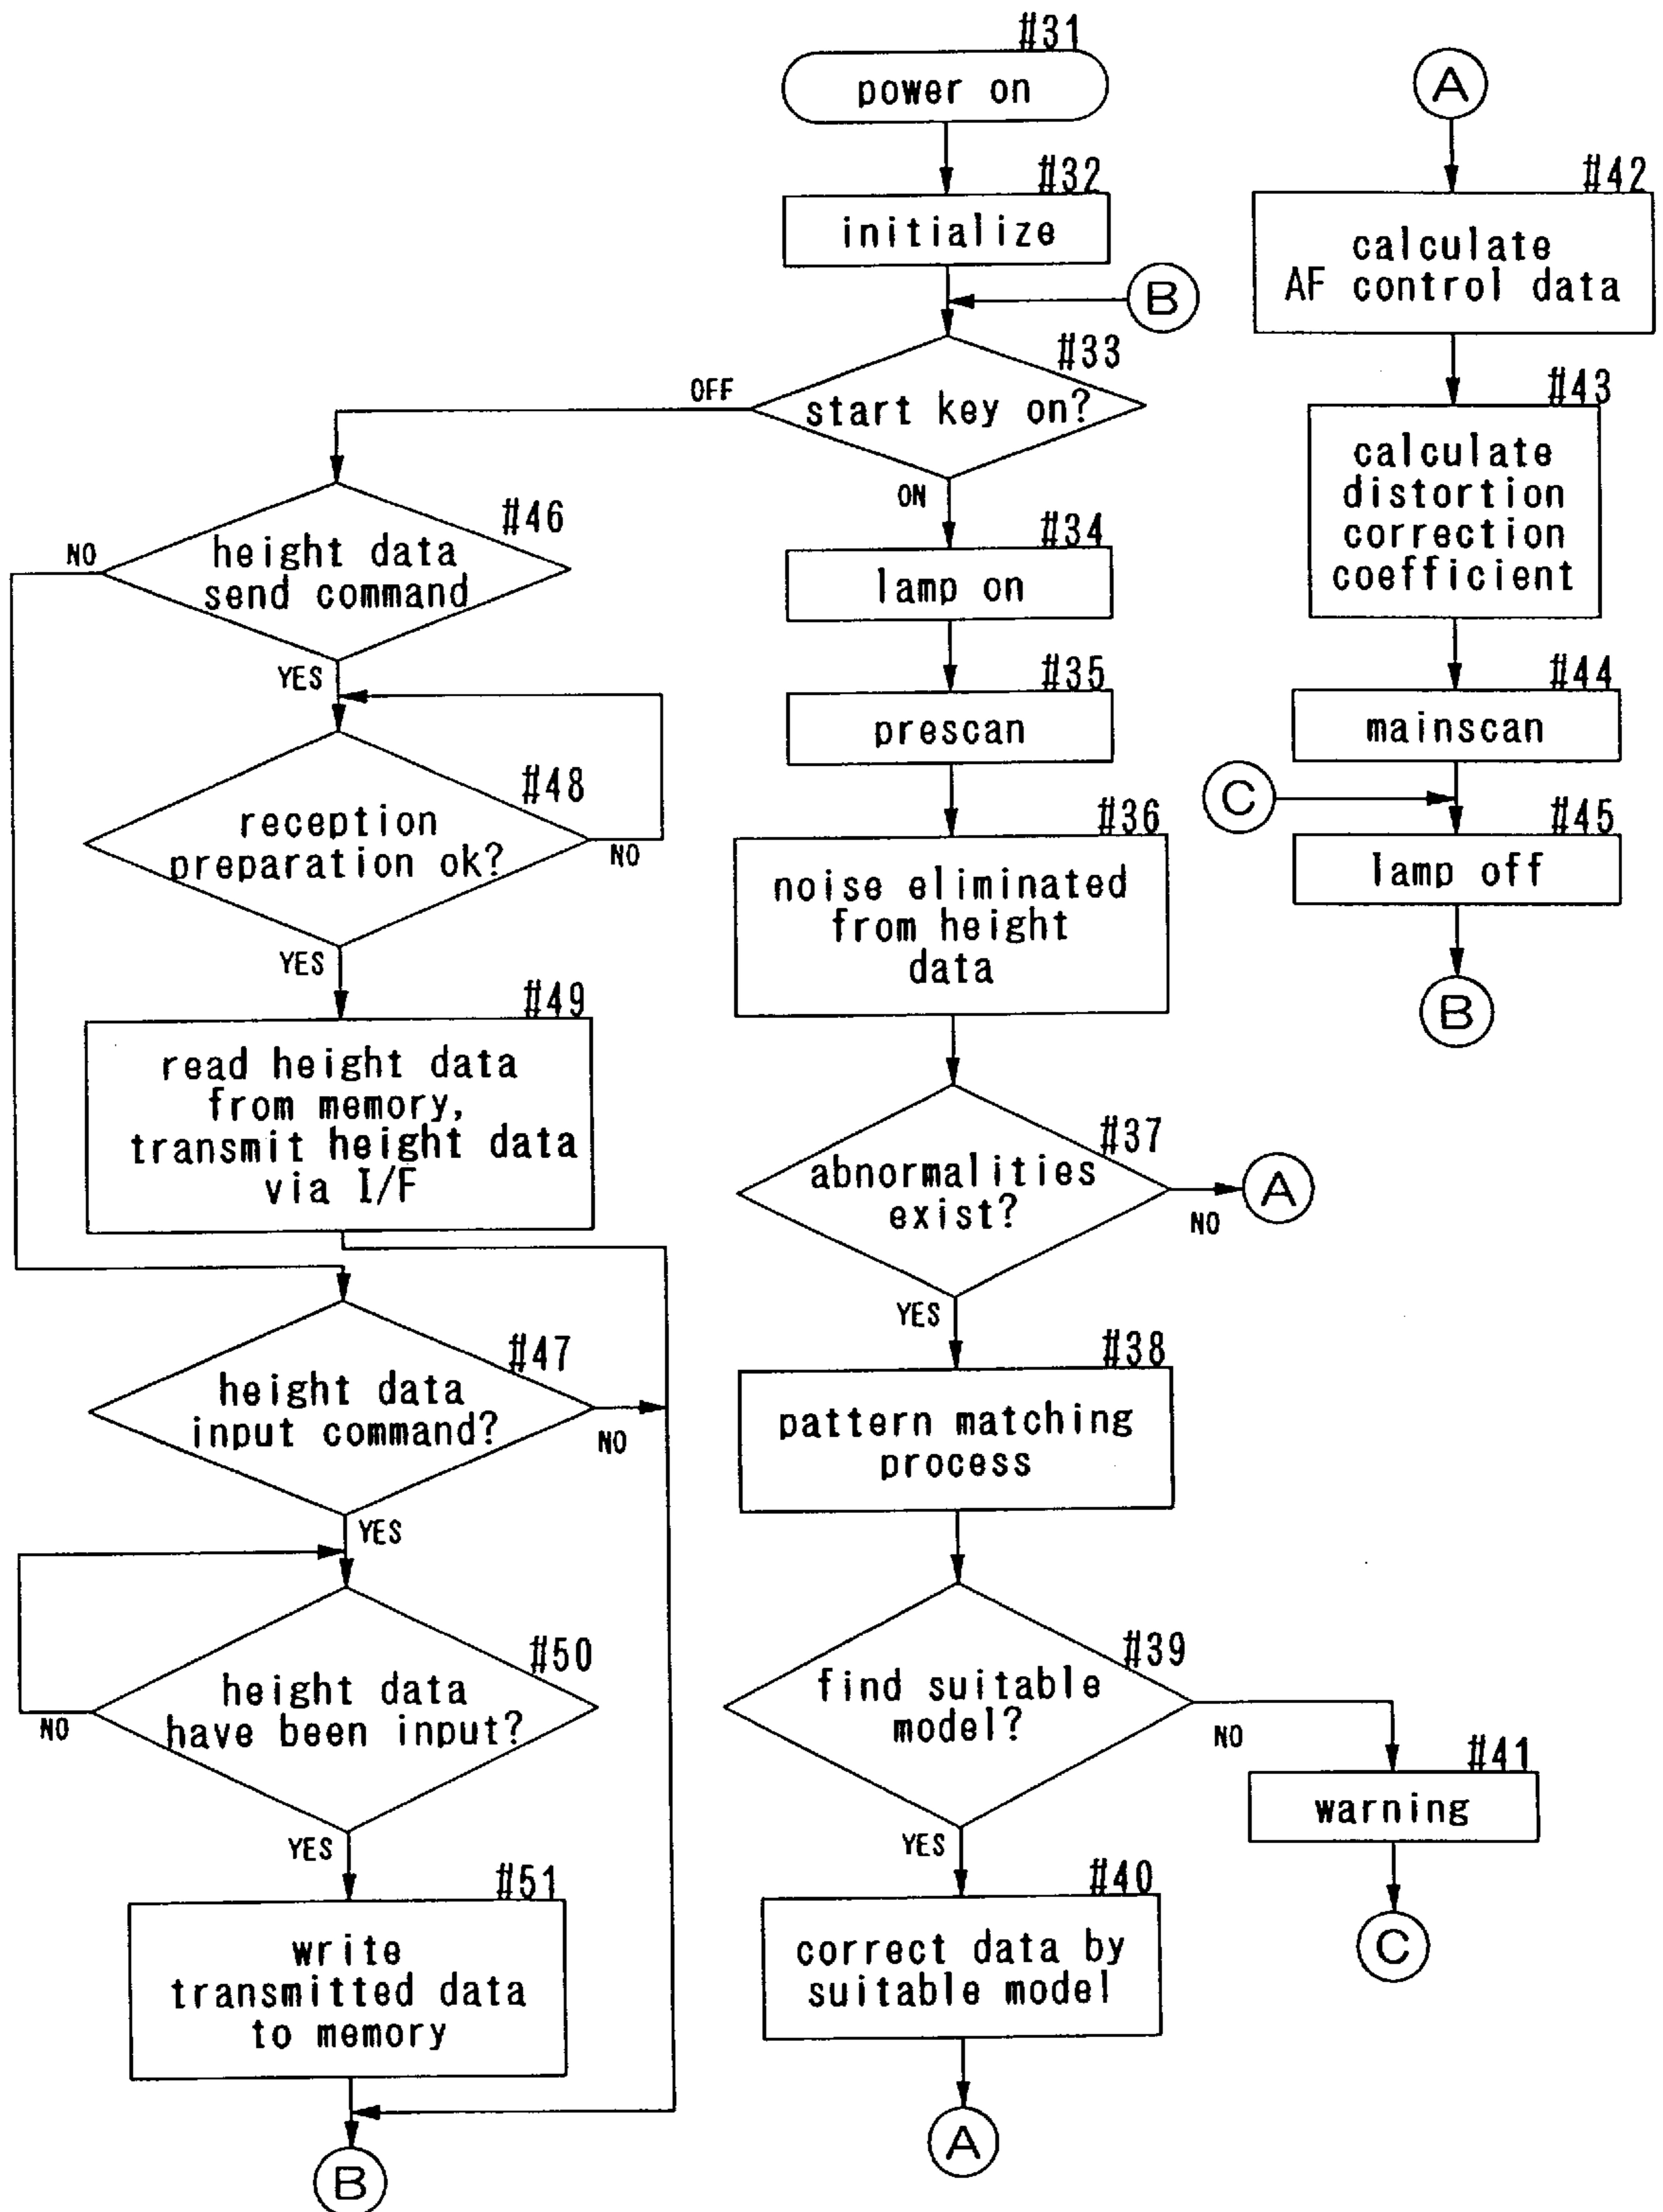 #31
power on
#32
initialize
B
#33
start key on?
OFF
ON
#34
lamp on
#35
prescan
#36
noise eliminated
from height
data
#37
abnormalities
exist?
NO
A
YES
#38
pattern matching
process
#39
find suitable
model?
NO
#41
warning
C
YES
#40
correct data by
suitable model
A
#46
height data
send command
NO
YES
#48
reception
preparation ok?
NO
YES
#49
read height data
from memory,
transmit height data
via I/F
#47
height data
input command?
NO
YES
#50
height data
have been input?
NO
YES
#51
write
transmitted data
to memory
B
A
#42
calculate
AF control data
#43
calculate
distortion
correction
coefficient
#44
mainscan
C
#45
lamp off
B